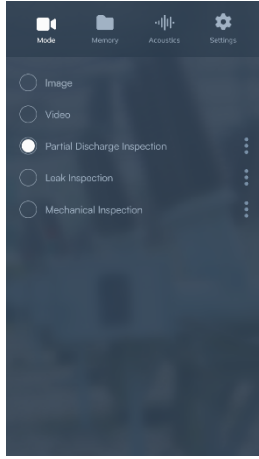 Mode Memory Acoustics Settings
Image
Video
Partial Discharge Inspection
Leak Inspection
Mechanical Inspection